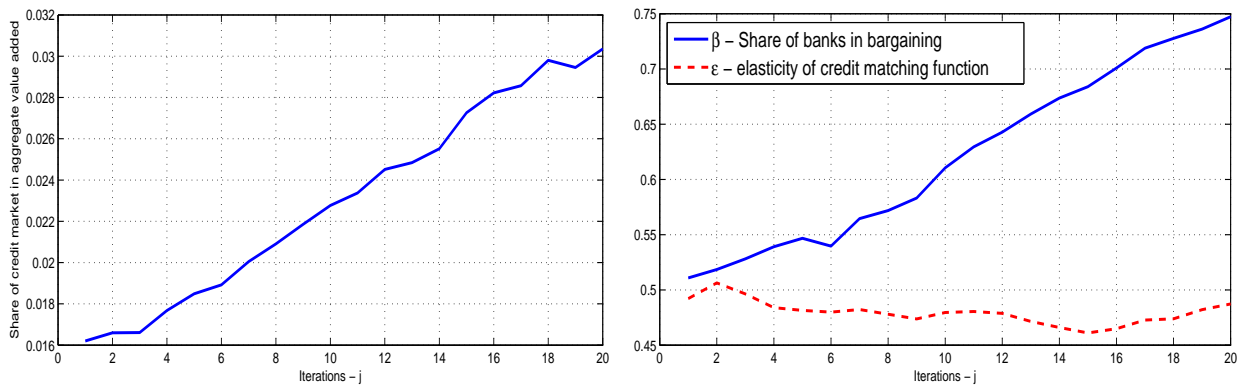 Share of credit market in aggregate value added
0.032
0.03
0.028
0.026
0.024
0.022
0.02
0.018
0.016
0 2 4 6 8 10 12 14 16 18 20
Iterations – j
β – Share of banks in bargaining
ε – elasticity of credit matching function
0.75
0.7
0.65
0.6
0.55
0.5
0.45
0 2 4 6 8 10 12 14 16 18 20
Iterations – j